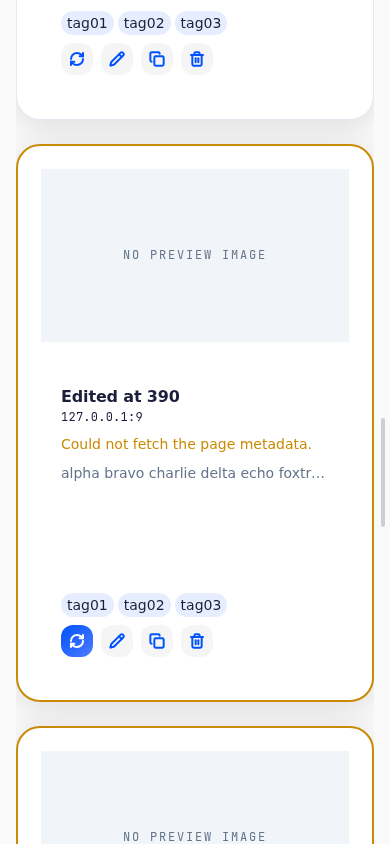 tag01 tag02 tag03
NO PREVIEW IMAGE
Edited at 390
127.0.0.1:9
Could not fetch the page metadata.
alpha bravo charlie delta echo foxtr...
tag01 tag02 tag03
NO PREVIEW IMAGE